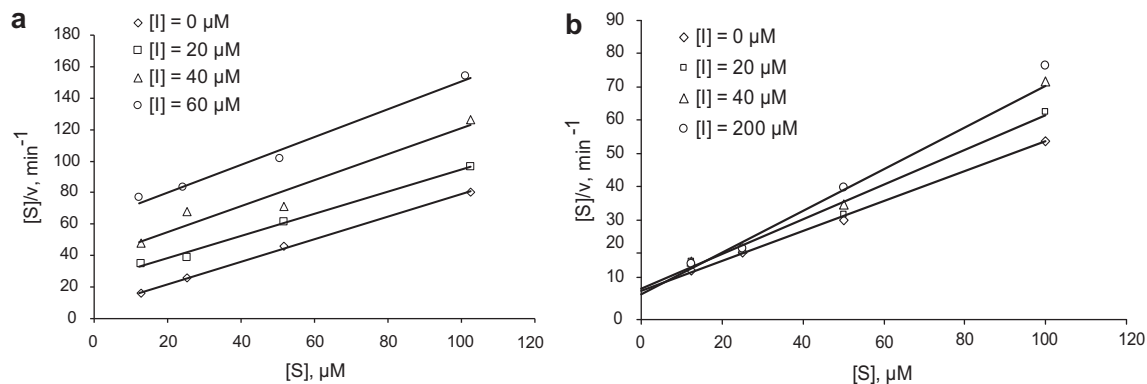 a
[I] = 0 µM
[I] = 20 µM
[I] = 40 µM
[I] = 60 µM
180
160
140
120
100
80
60
40
20
0
[S]/v, min⁻¹
0 20 40 60 80 100 120
[S], µM
b
[I] = 0 µM
[I] = 20 µM
[I] = 40 µM
[I] = 200 µM
90
80
70
60
50
40
30
20
10
0
[S]/v, min⁻¹
0 20 40 60 80 100 120
[S], µM